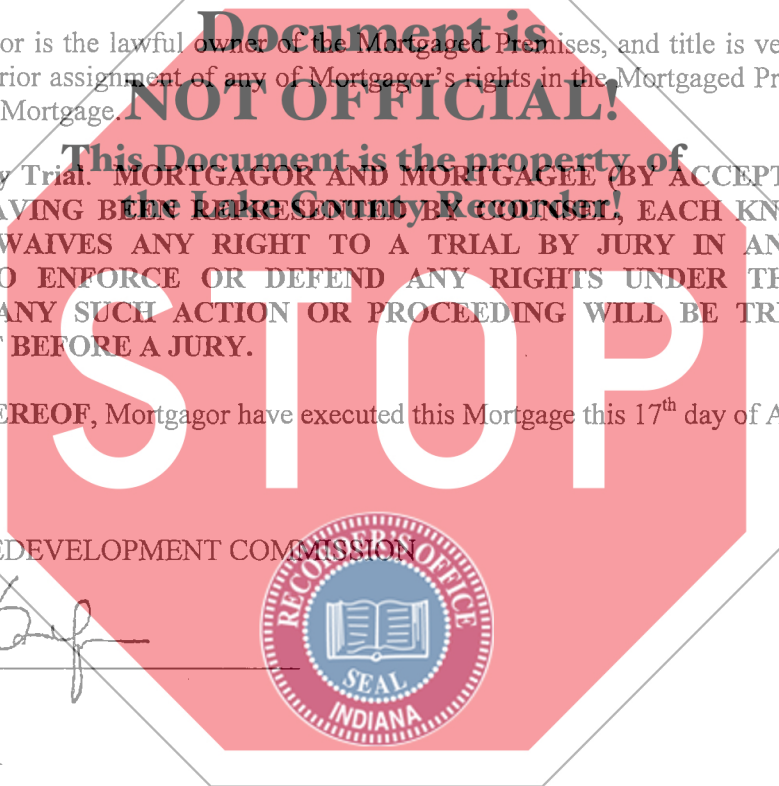 Document is
or is the lawful owner of the Mortgaged Premises, and title is ve
rior assignment of any of Mortgagor's rights in the Mortgaged Pr
Mortgage.
NOT OFFICIAL!
This Document is the property of
the Lake County Recorder!
y Trial. MORTGAGOR AND MORTGAGEE (BY ACCEPT
AVING BEEN REPRESENTED BY COUNSEL, EACH KN
WAIVES ANY RIGHT TO A TRIAL BY JURY IN AN
O ENFORCE OR DEFEND ANY RIGHTS UNDER TH
ANY SUCH ACTION OR PROCEEDING WILL BE TR
BEFORE A JURY.
STOP
EREOF, Mortgagor have executed this Mortgage this 17th day of A
EDEVELOPMENT COMMISSION
RECORDER'S OFFICE
SEAL
INDIANA